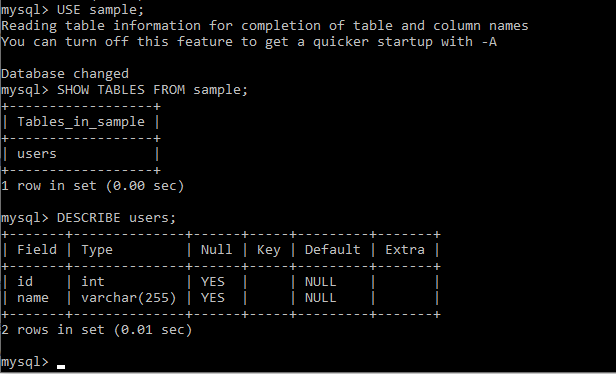 mysql> USE sample;
Reading table information for completion of table and column names
You can turn off this feature to get a quicker startup with -A

Database changed
mysql> SHOW TABLES FROM sample;
+------------------+
| Tables_in_sample |
+------------------+
| users            |
+------------------+
1 row in set (0.00 sec)

mysql> DESCRIBE users;
+-------+--------------+------+-----+---------+-------+
| Field | Type         | Null | Key | Default | Extra |
+-------+--------------+------+-----+---------+-------+
| id    | int          | YES  |     | NULL    |       |
| name  | varchar(255) | YES  |     | NULL    |       |
+-------+--------------+------+-----+---------+-------+
2 rows in set (0.01 sec)

mysql>